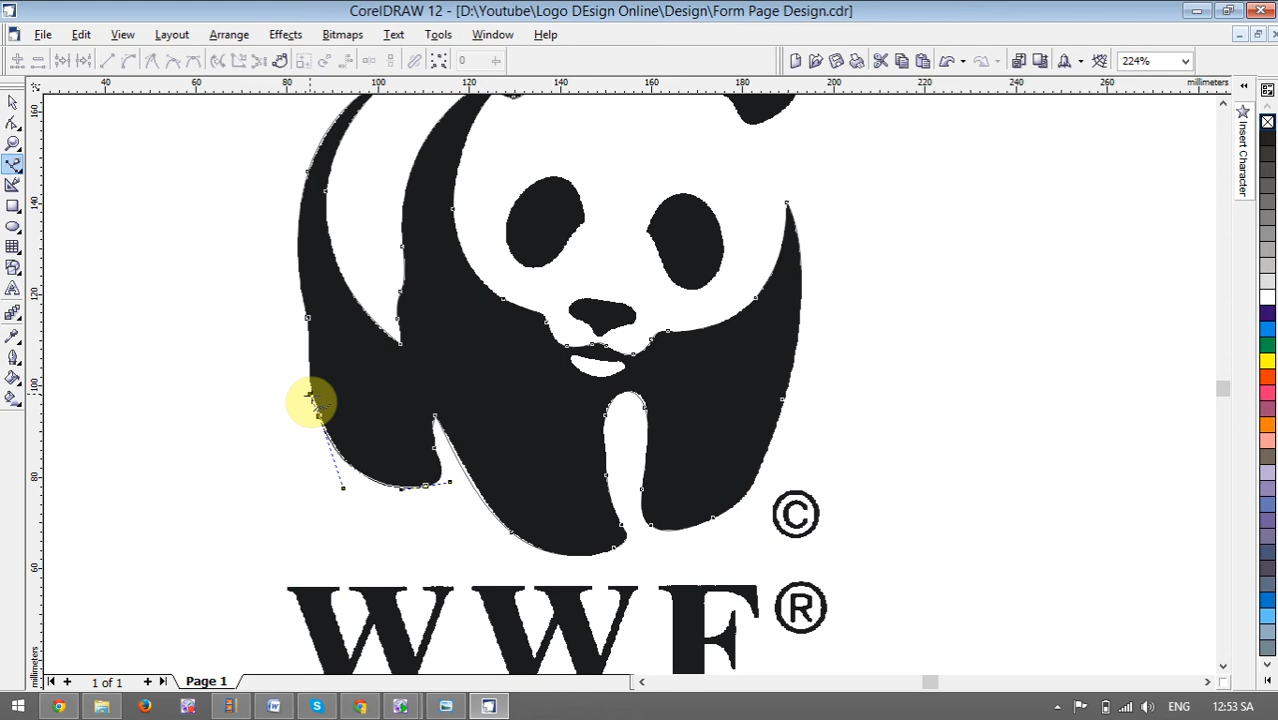 CorelDRAW 12 - [D:\Youtube\Logo DEsign Online\Design\Form Page Design.cdr]
File Edit View Layout Arrange Effects Bitmaps Text Tools Window Help
0 224%
40 60 80 100 120 140 160 180 200 220 240 260 millimeters
160
140
120
100
80
60
millimeters
Insert Character
©
WWF ®
1 of 1 Page 1
ENG 12:53 SA